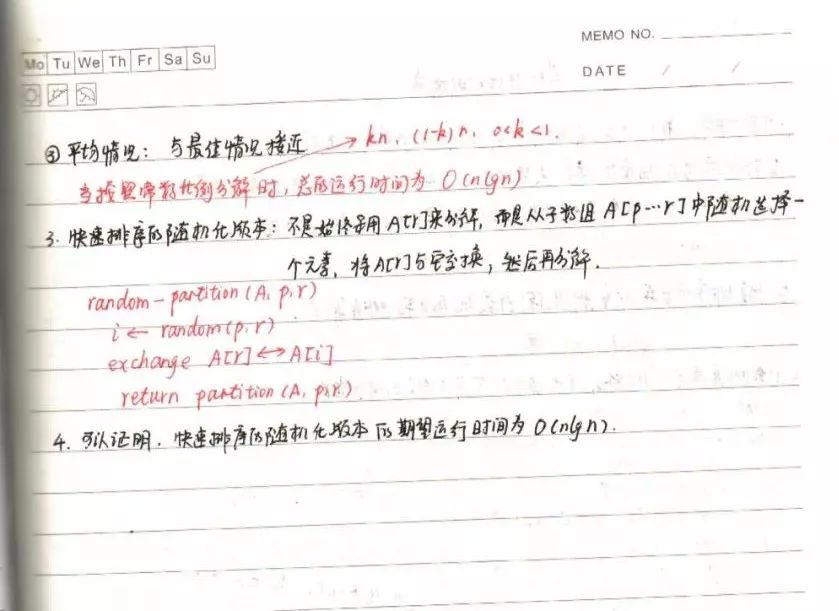 MEMO NO.
Mo Tu We Th Fr Sa Su
DATE / /
③ 平均情况：与最佳情况接近 → kn, (1-k)n, 0<k<1.
当按照常数比例分解时，总的运行时间为 O(nlgn)
3. 快速排序的随机化版本：不是始终采用A[r]来分解，而是从子数组 A[p…r]中随机选择一
个元素，将A[r]与它交换，然后再分解.
random-partition(A, p, r)
i ← random(p, r)
exchange A[r] ↔ A[i]
return partition(A, p, r)
4. 可以证明，快速排序的随机化版本的期望运行时间为 O(nlgn).